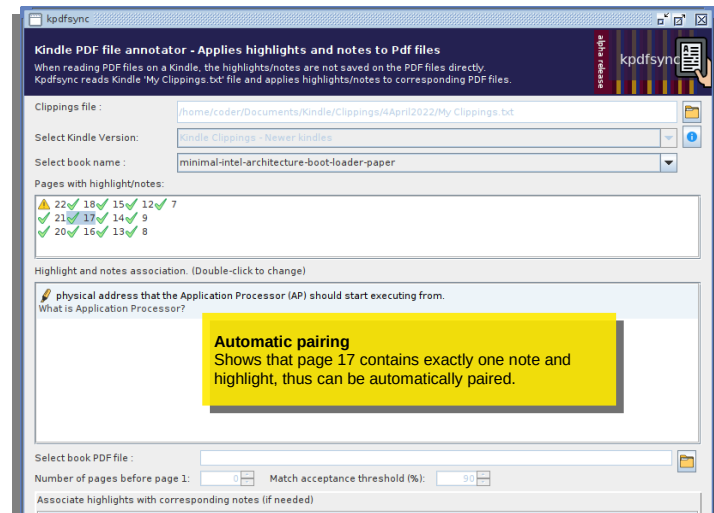 kpdfsync
Kindle PDF file annotator - Applies highlights and notes to Pdf files
When reading PDF files on a Kindle, the highlights/notes are not saved on the PDF files directly.
Kpdfsync reads Kindle 'My Clippings.txt' file and applies highlights/notes to corresponding PDF files.
alpha release
kpdfsync
Clippings file :
/home/coder/Documents/Kindle/Clippings/4April2022/My Clippings.txt
Select Kindle Version:
Kindle Clippings - Newer kindles
Select book name :
minimal-intel-architecture-boot-loader-paper
Pages with highlight/notes:
22 18 15 12 7
21 17 14 9
20 16 13 8
Highlight and notes association. (Double-click to change)
physical address that the Application Processor (AP) should start executing from.
What is Application Processor?
Automatic pairing
Shows that page 17 contains exactly one note and
highlight, thus can be automatically paired.
Select book PDF file :
Number of pages before page 1: 0 Match acceptance threshold (%): 90
Associate highlights with corresponding notes (if needed)